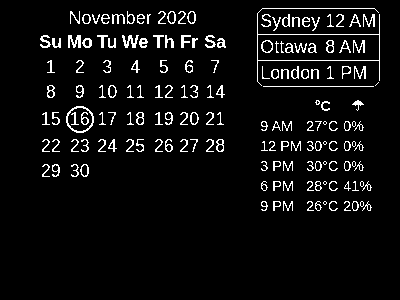 November 2020
Su Mo Tu We Th Fr Sa
1 2 3 4 5 6 7
8 9 10 11 12 13 14
15 16 17 18 19 20 21
22 23 24 25 26 27 28
29 30
Sydney 12 AM
Ottawa 8 AM
London 1 PM
°C ☂
9 AM 27°C 0%
12 PM 30°C 0%
3 PM 30°C 0%
6 PM 28°C 41%
9 PM 26°C 20%